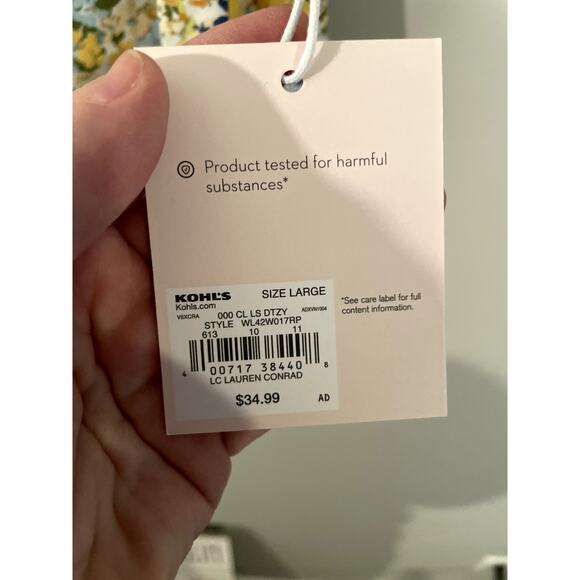 Product tested for harmful
substances*
KOHL'S SIZE LARGE
Kohls.com
V5XCRA 000 CL LS DTZY ADXVN1004
STYLE WL42W017RP
613 10 11
4 00717 38440 8
LC LAUREN CONRAD
$34.99 AD
*See care label for full
content information.